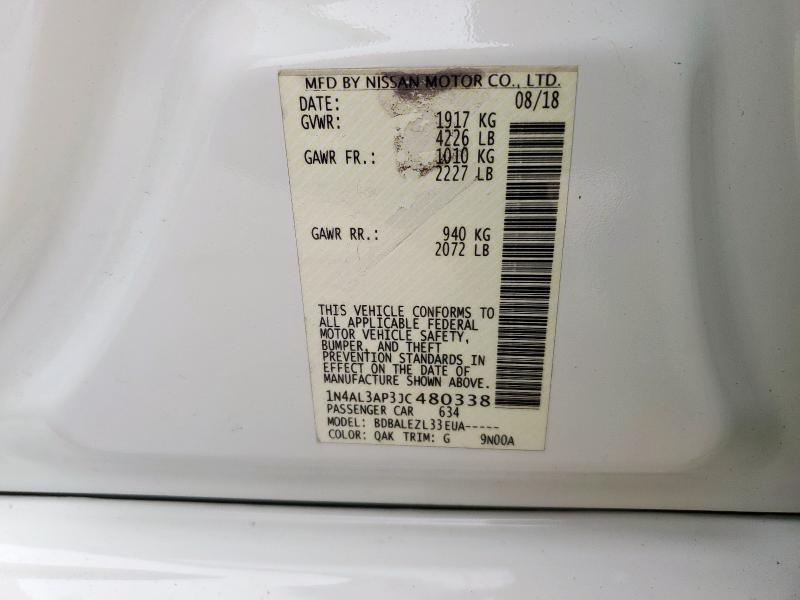 MFD BY NISSAN MOTOR CO., LTD.
DATE: 08/18
GVWR: 1917 KG
4226 LB
GAWR FR.: 1010 KG
2227 LB
GAWR RR.: 940 KG
2072 LB
THIS VEHICLE CONFORMS TO
ALL APPLICABLE FEDERAL
MOTOR VEHICLE SAFETY,
BUMPER, AND THEFT
PREVENTION STANDARDS IN
EFFECT ON THE DATE OF
MANUFACTURE SHOWN ABOVE.
1N4AL3AP3JC480338
PASSENGER CAR 634
MODEL: BDBALEZL33EUA-----
COLOR: QAK TRIM: G 9N00A